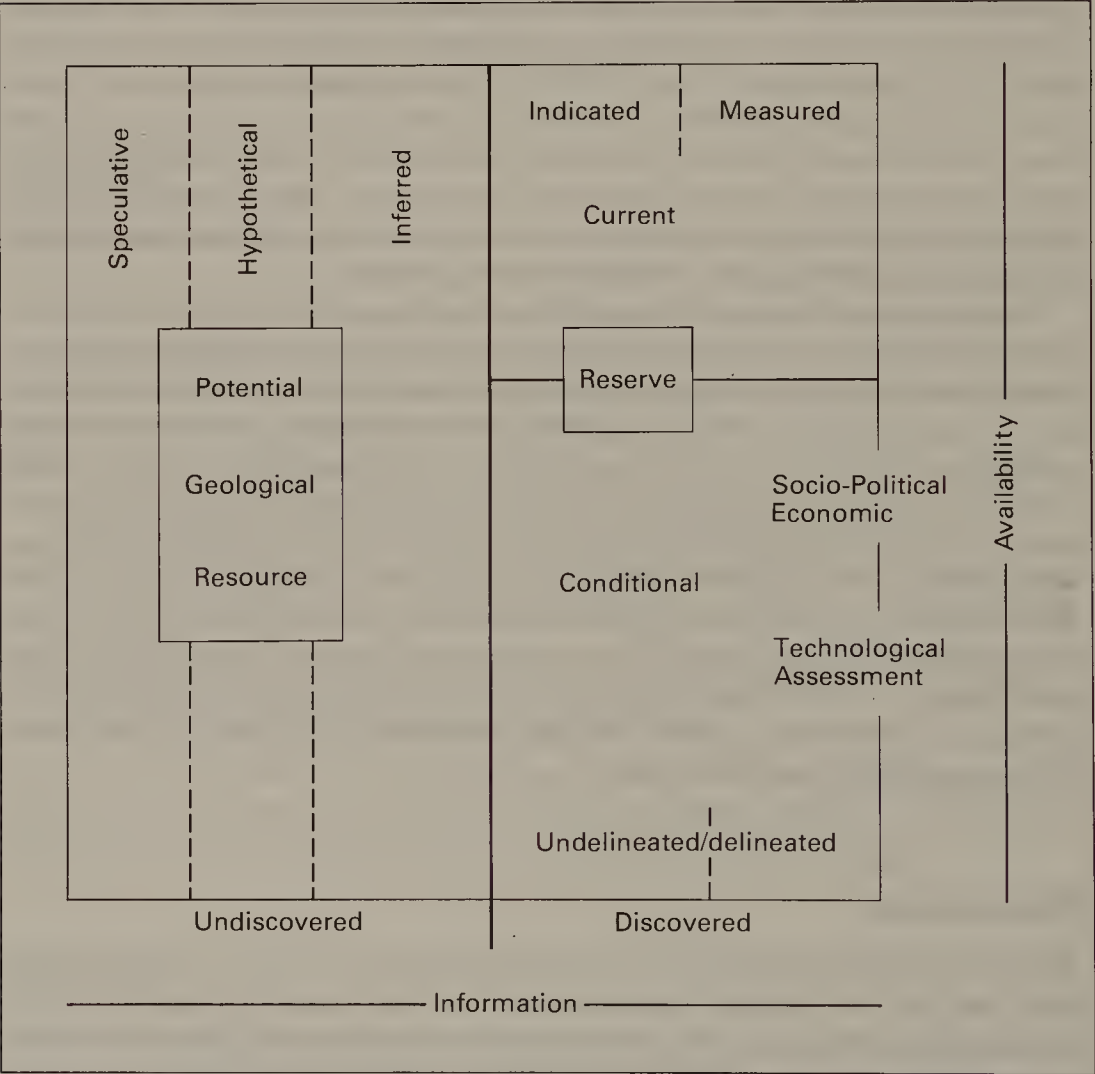 Speculative
Hypothetical
Inferred
Indicated
Measured
Current
Potential
Geological
Resource
Reserve
Socio-Political
Economic
Conditional
Technological
Assessment
Undelineated/delineated
Undiscovered
Discovered
Availability
Information